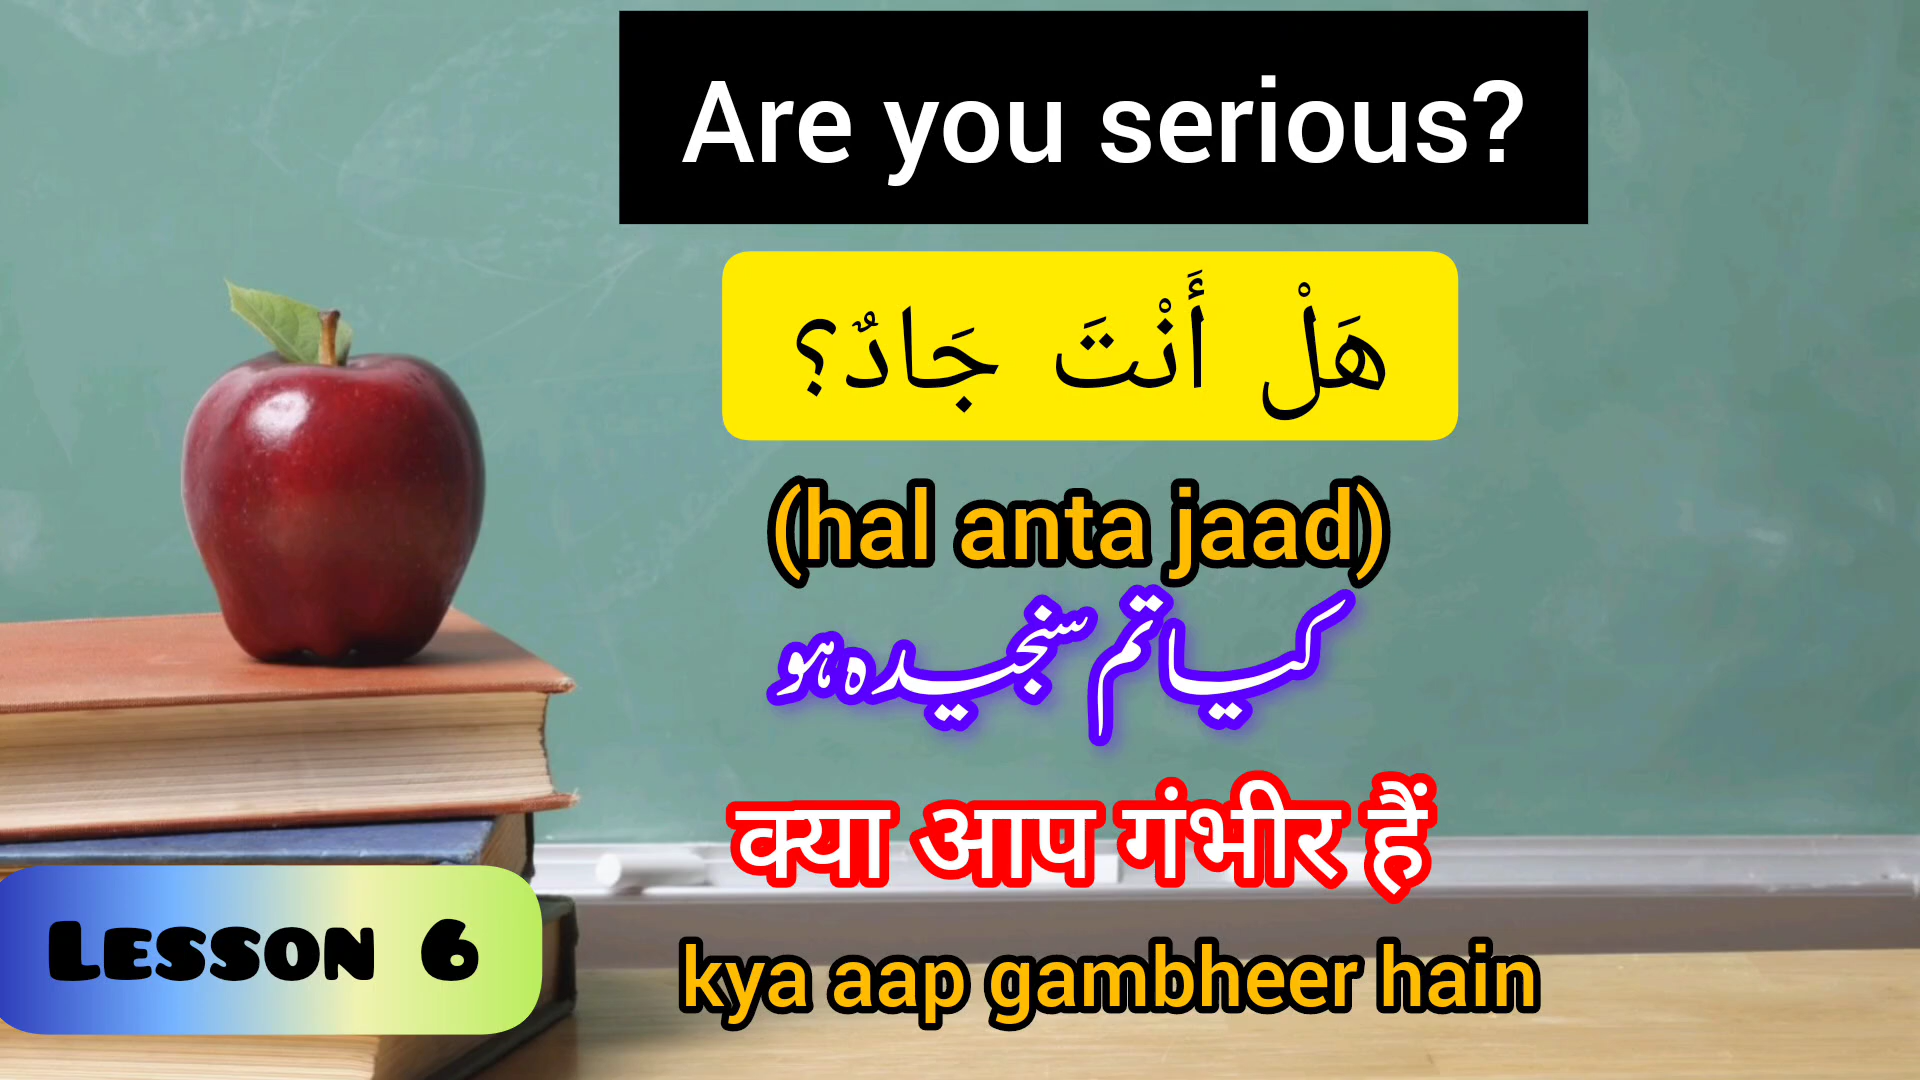 Are you serious?
هَلْ أَنْتَ جَادٌ؟
(hal anta jaad)
کیا تم سنجیدہ ہو
क्या आप गंभीर हैं
kya aap gambheer hain
LESSON 6